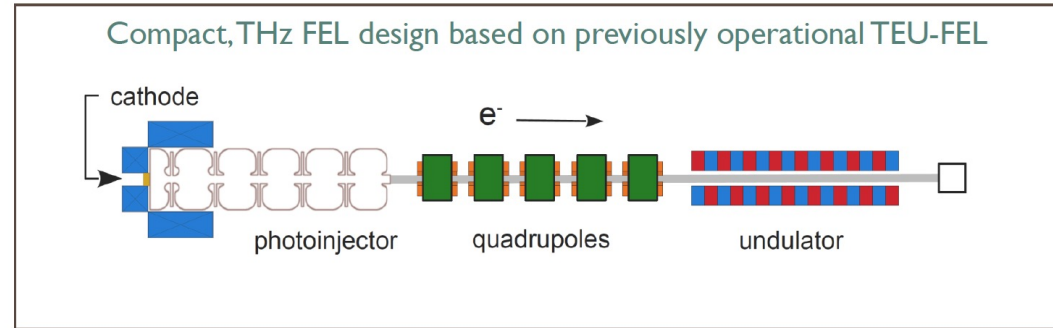 Compact, THz FEL design based on previously operational TEU-FEL
cathode
e-
photoinjector
quadrupoles
undulator